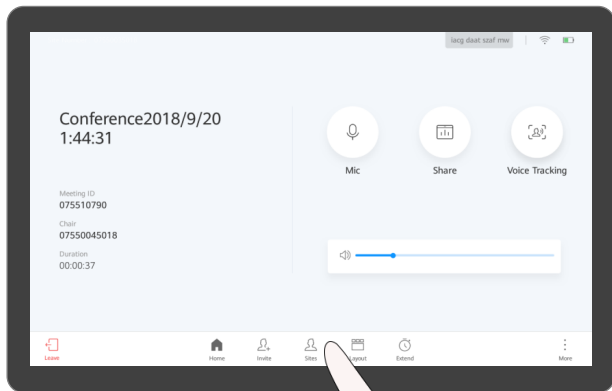 iacg daat szaf mw
Conference2018/9/20
1:44:31
Mic
Share
Voice Tracking
Meeting ID
075510790
Chair
07550045018
Duration
00:00:37
Leave
Home
Invite
Sites
Layout
Extend
More